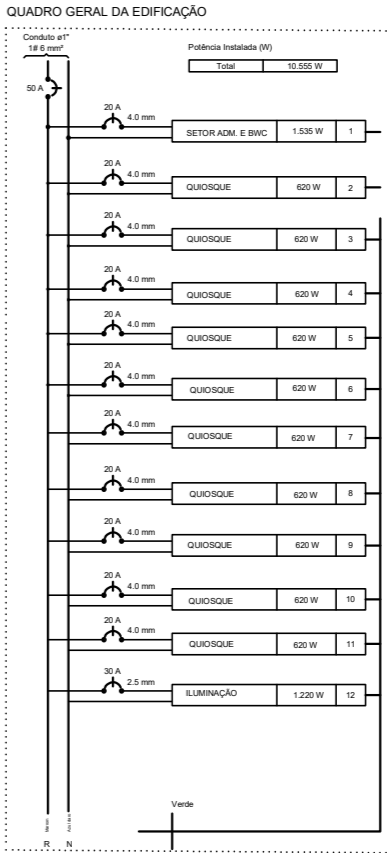 QUADRO GERAL DA EDIFICAÇÃO
Conduto ø1"
1# 6 mm²
Potência Instalada (W)
Total 10.555 W
50 A
20 A
4.0 mm
SETOR ADM. E BWC 1.535 W 1
20 A
4.0 mm
QUIOSQUE 620 W 2
20 A
4.0 mm
QUIOSQUE 620 W 3
20 A
4.0 mm
QUIOSQUE 620 W 4
20 A
4.0 mm
QUIOSQUE 620 W 5
20 A
4.0 mm
QUIOSQUE 620 W 6
20 A
4.0 mm
QUIOSQUE 620 W 7
20 A
4.0 mm
QUIOSQUE 620 W 8
20 A
4.0 mm
QUIOSQUE 620 W 9
20 A
4.0 mm
QUIOSQUE 620 W 10
20 A
4.0 mm
QUIOSQUE 620 W 11
30 A
2.5 mm
ILUMINAÇÃO 1.220 W 12
Verde
R N